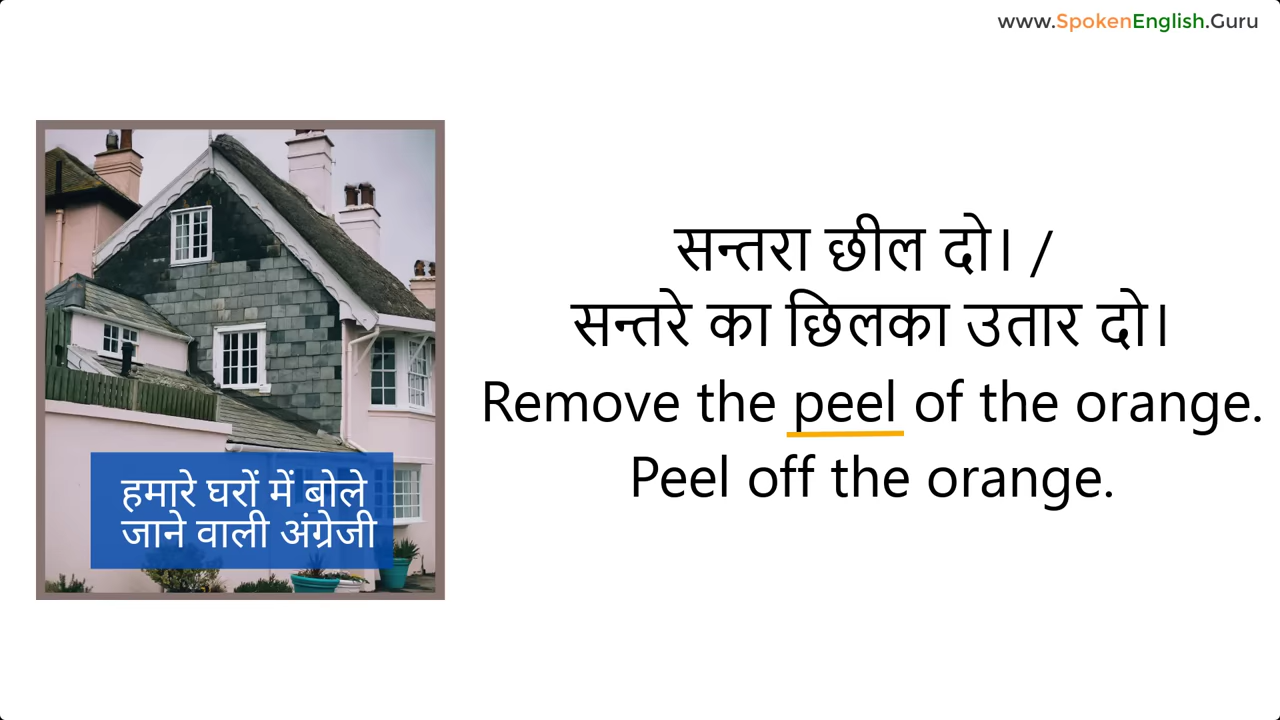 www.SpokenEnglish.Guru
सन्तरा छील दो। /
सन्तरे का छिलका उतार दो।
Remove the peel of the orange.
Peel off the orange.
हमारे घरों में बोले
जाने वाली अंग्रेजी